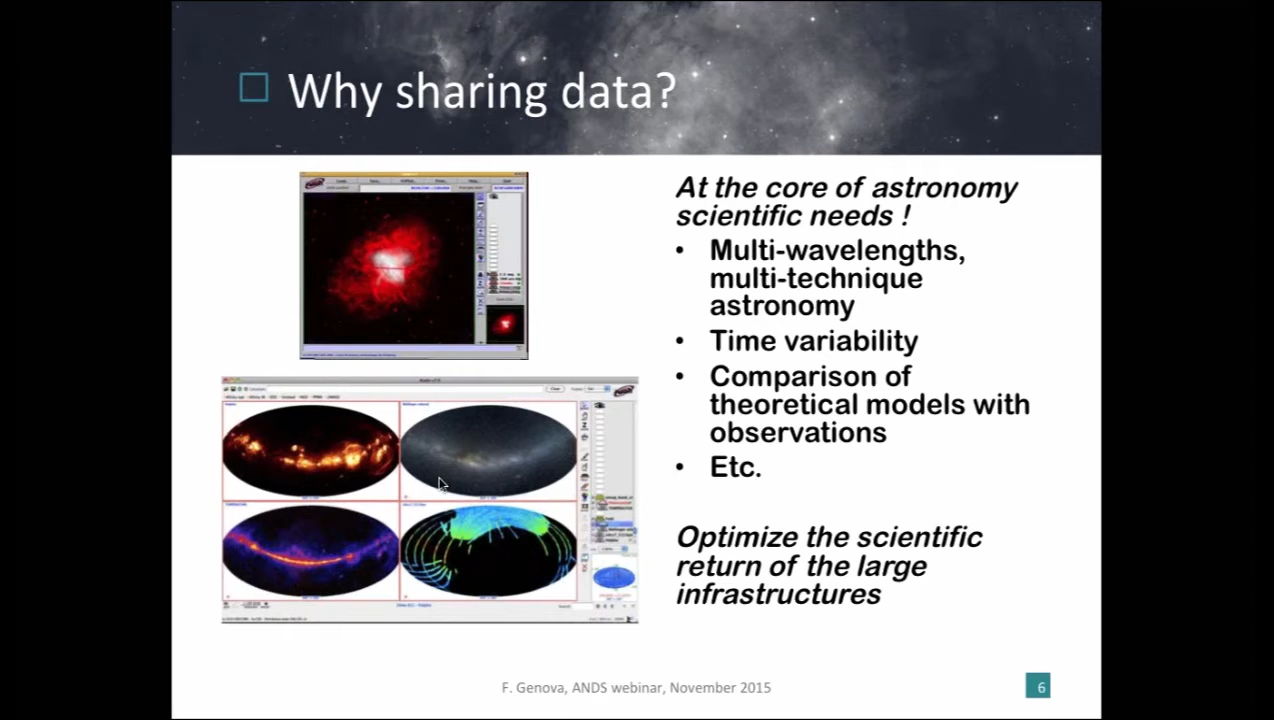 Why sharing data?
At the core of astronomy
scientific needs !
• Multi-wavelengths,
multi-technique
astronomy
• Time variability
• Comparison of
theoretical models with
observations
• Etc.
Optimize the scientific
return of the large
infrastructures
F. Genova, ANDS webinar, November 2015
6